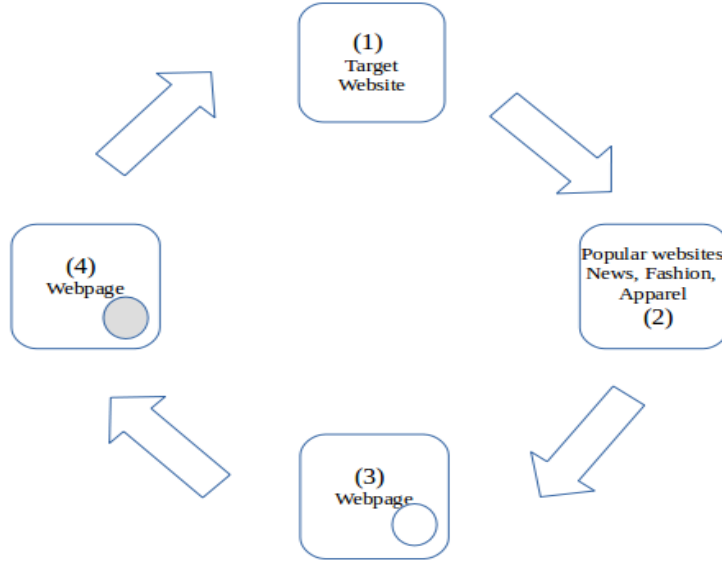 (1)
Target
Website
Popular websites
News, Fashion,
Apparel
(2)
(3)
Webpage
(4)
Webpage